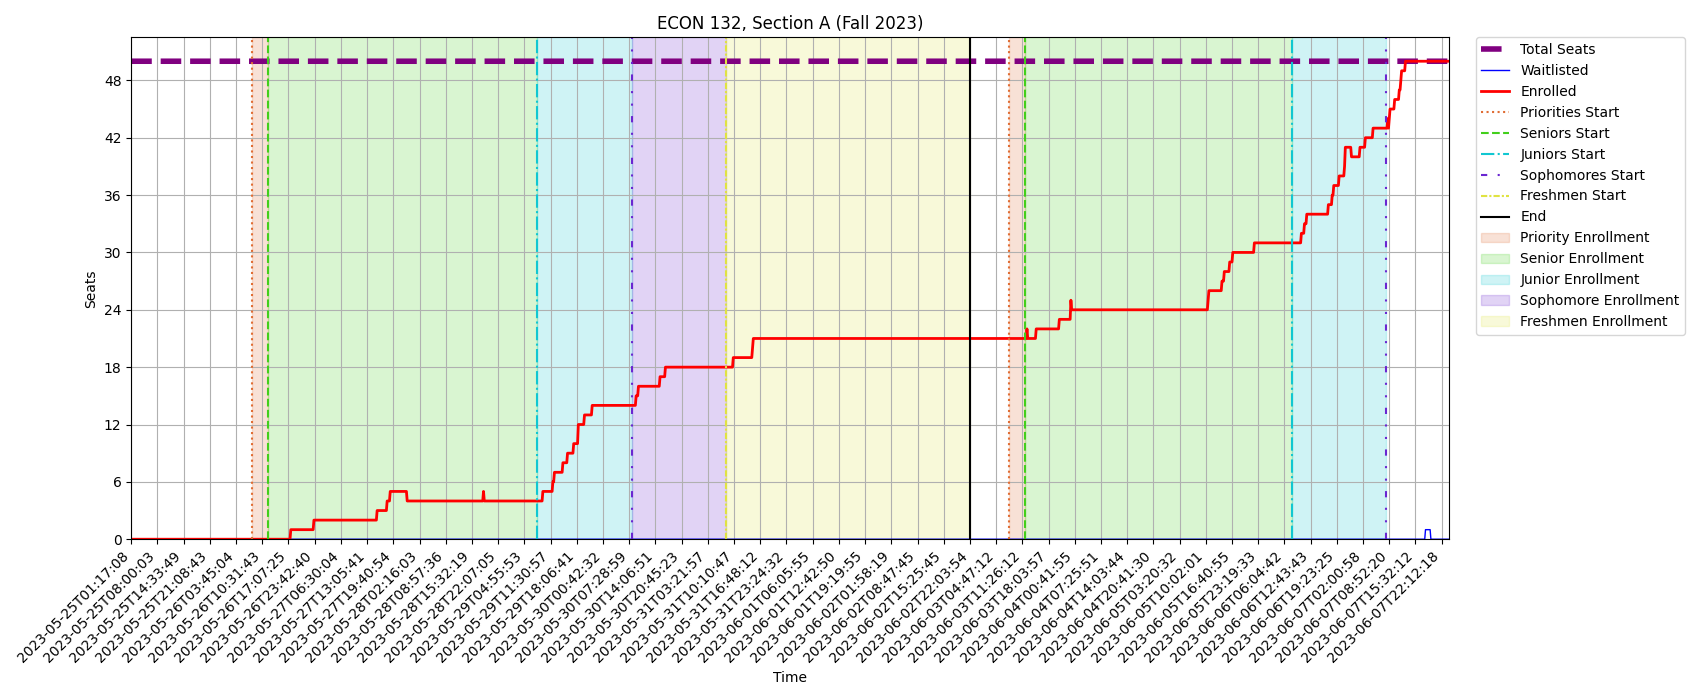 ECON 132, Section A (Fall 2023)
Seats
48
42
36
30
24
18
12
6
0
2023-05-25T01:17:08
2023-05-25T08:00:03
2023-05-25T14:33:49
2023-05-25T21:08:43
2023-05-26T03:45:04
2023-05-26T10:31:43
2023-05-26T17:07:25
2023-05-26T23:42:40
2023-05-27T06:30:04
2023-05-27T13:05:41
2023-05-27T19:40:54
2023-05-28T02:16:03
2023-05-28T08:57:36
2023-05-28T15:32:19
2023-05-28T22:07:05
2023-05-29T04:55:53
2023-05-29T11:30:57
2023-05-29T18:06:41
2023-05-30T00:42:32
2023-05-30T07:28:59
2023-05-30T14:06:51
2023-05-30T20:45:23
2023-05-31T03:21:57
2023-05-31T10:10:47
2023-05-31T16:48:12
2023-05-31T23:24:32
2023-06-01T06:05:55
2023-06-01T12:42:50
2023-06-01T19:19:55
2023-06-02T01:58:19
2023-06-02T08:47:45
2023-06-02T15:25:45
2023-06-02T22:03:54
2023-06-03T04:47:12
2023-06-03T11:26:12
2023-06-03T18:03:57
2023-06-04T00:41:55
2023-06-04T07:25:51
2023-06-04T14:03:44
2023-06-04T20:41:30
2023-06-05T03:20:32
2023-06-05T10:02:01
2023-06-05T16:40:55
2023-06-05T23:19:33
2023-06-06T06:04:42
2023-06-06T12:43:43
2023-06-06T19:23:25
2023-06-07T02:00:58
2023-06-07T08:52:20
2023-06-07T15:32:12
2023-06-07T22:12:18
Time
Total Seats
Waitlisted
Enrolled
Priorities Start
Seniors Start
Juniors Start
Sophomores Start
Freshmen Start
End
Priority Enrollment
Senior Enrollment
Junior Enrollment
Sophomore Enrollment
Freshmen Enrollment